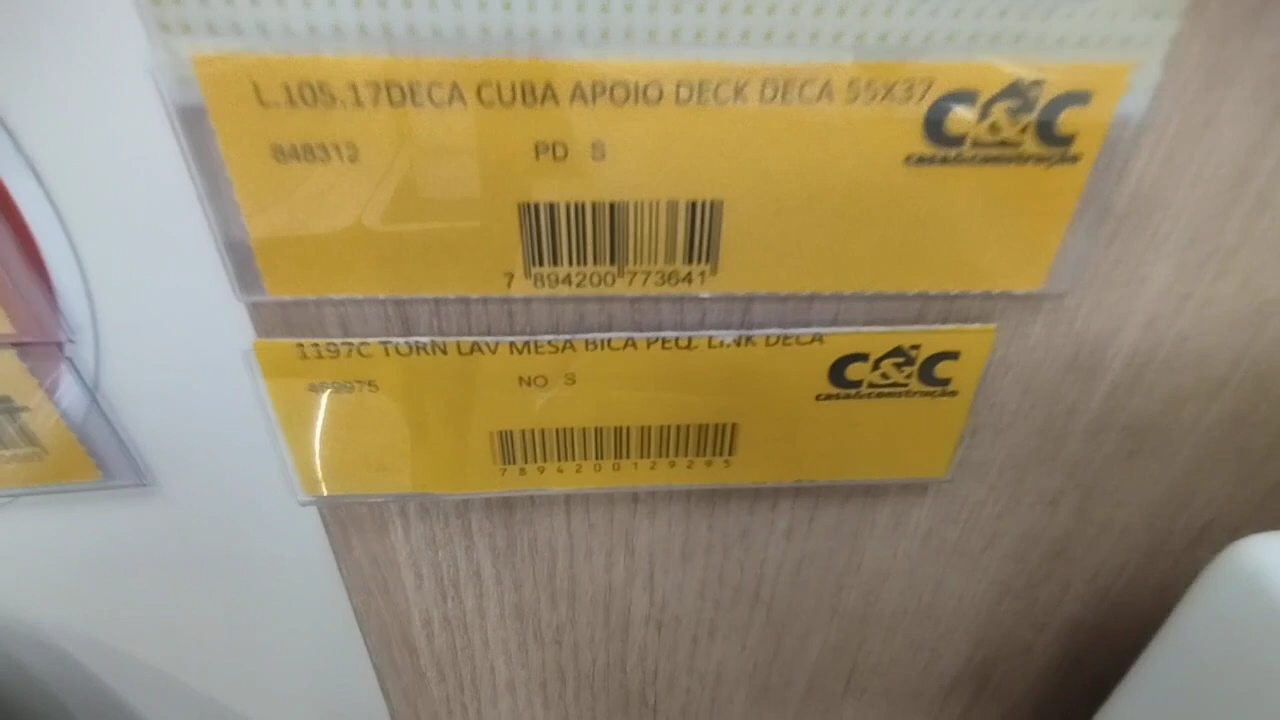 L.105.17DECA CUBA APOIO DECK DECA 55X37
848312 PD S
C&C
casa&construção
7 894200 773641
1197C TORN LAV MESA BICA PEQ. LINK DECA
NO S
C&C
casa&construção
7894200129295